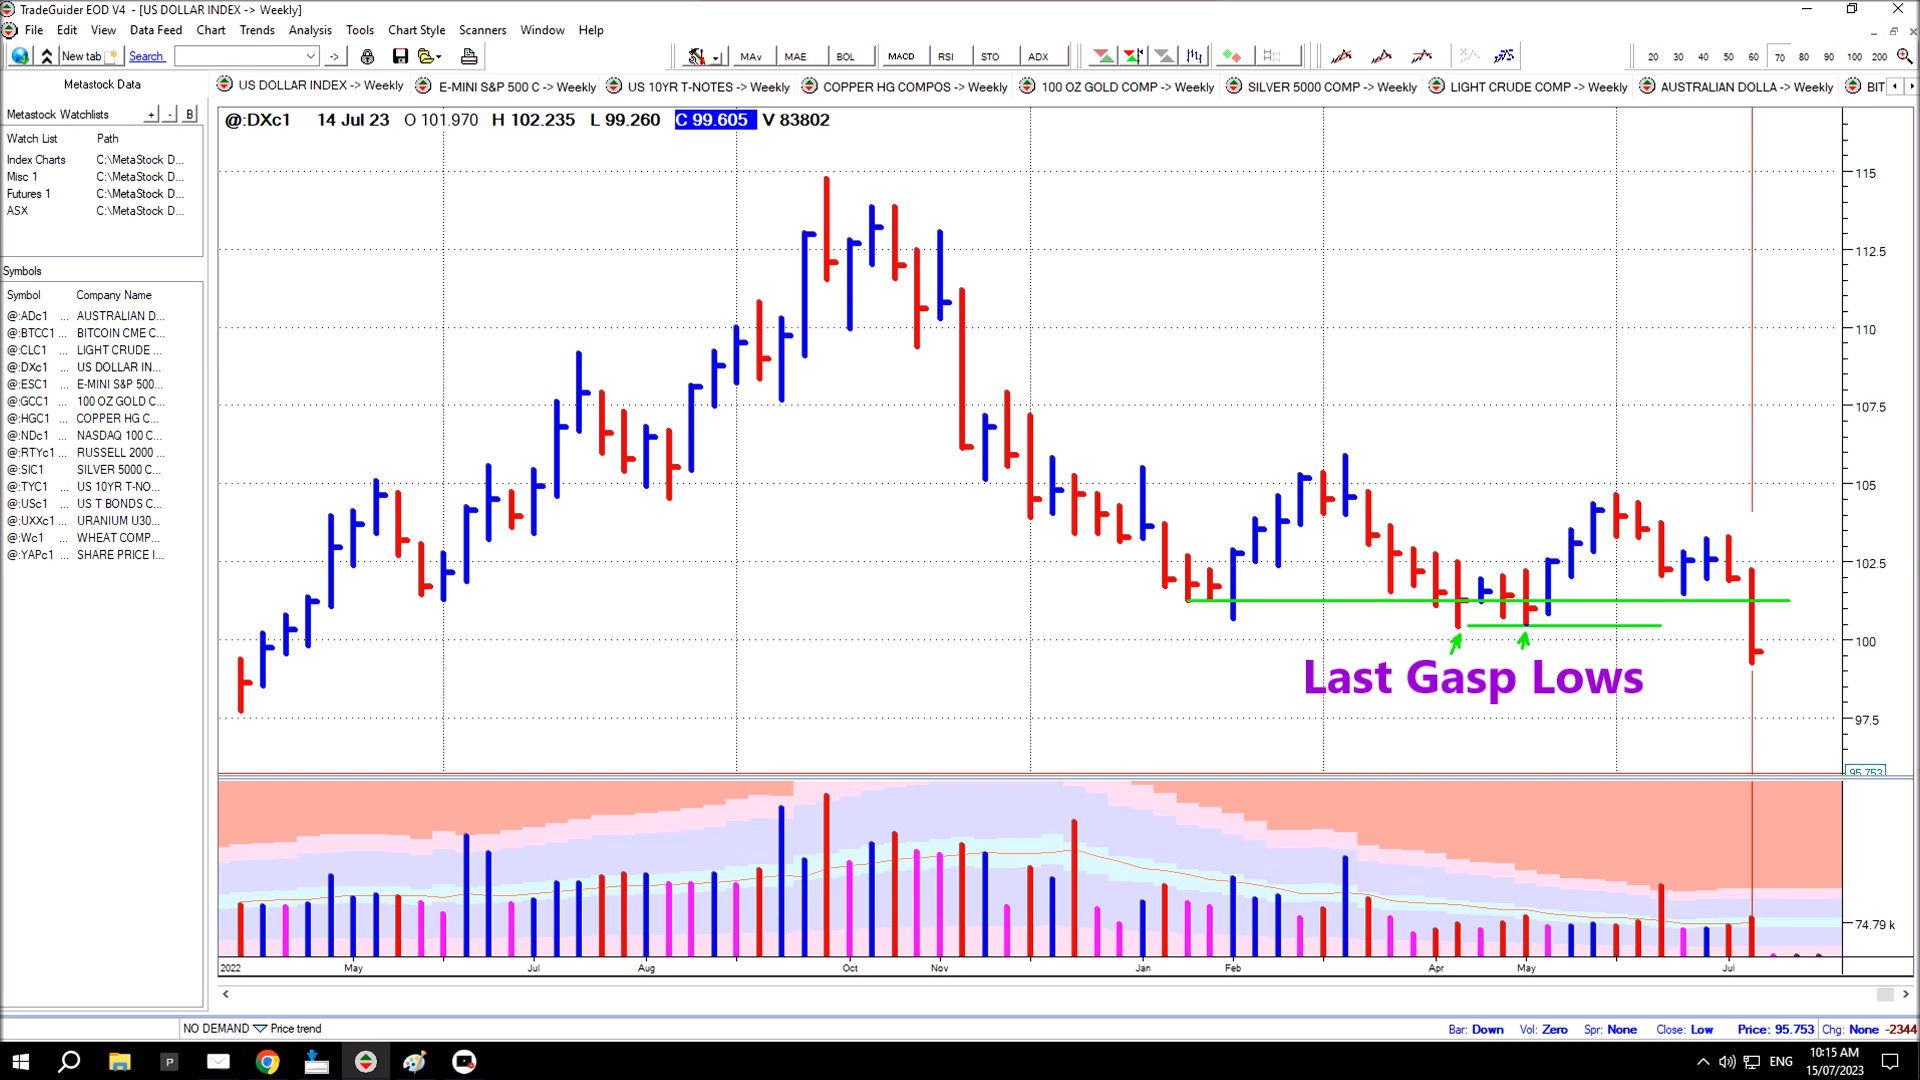 TradeGuider EOD V4 - [US DOLLAR INDEX -> Weekly]
File Edit View Data Feed Chart Trends Analysis Tools Chart Style Scanners Window Help
New tab Search -> MAv MAE BOL MACD RSI STO ADX 20 30 40 50 60 70 80 90 100 200
Metastock Data
US DOLLAR INDEX -> Weekly E-MINI S&P 500 C -> Weekly US 10YR T-NOTES -> Weekly COPPER HG COMPOS -> Weekly 100 OZ GOLD COMP -> Weekly SILVER 5000 COMP -> Weekly LIGHT CRUDE COMP -> Weekly AUSTRALIAN DOLLA -> Weekly BIT
Metastock Watchlists + - B
Watch List Path
Index Charts C:\MetaStock D...
Misc 1 C:\MetaStock D...
Futures 1 C:\MetaStock D...
ASX C:\MetaStock D...
Symbols
Symbol Company Name
@:ADc1 ... AUSTRALIAN D...
@:BTCC1 ... BITCOIN CME C...
@:CLC1 ... LIGHT CRUDE ...
@:DXc1 ... US DOLLAR IN...
@:ESC1 ... E-MINI S&P 500...
@:GCC1 ... 100 OZ GOLD C...
@:HGC1 ... COPPER HG C...
@:NDc1 ... NASDAQ 100 C...
@:RTYc1 ... RUSSELL 2000 ...
@:SIC1 ... SILVER 5000 C...
@:TYC1 ... US 10YR T-NO...
@:USc1 ... US T BONDS C...
@:UXXc1 ... URANIUM U30...
@:Wc1 ... WHEAT COMP...
@:YAPc1 ... SHARE PRICE I...
@:DXc1 14 Jul 23 O 101.970 H 102.235 L 99.260 C 99.605 V 83802
115
112.5
110
107.5
105
102.5
100
97.5
95.753
Last Gasp Lows
74.79 k
2022 May Jul Aug Oct Nov Jan Feb Apr May Jul
NO DEMAND Price trend
Bar: Down Vol: Zero Spr: None Close: Low Price: 95.753 Chg: None -2344
P
ENG
10:15 AM
15/07/2023